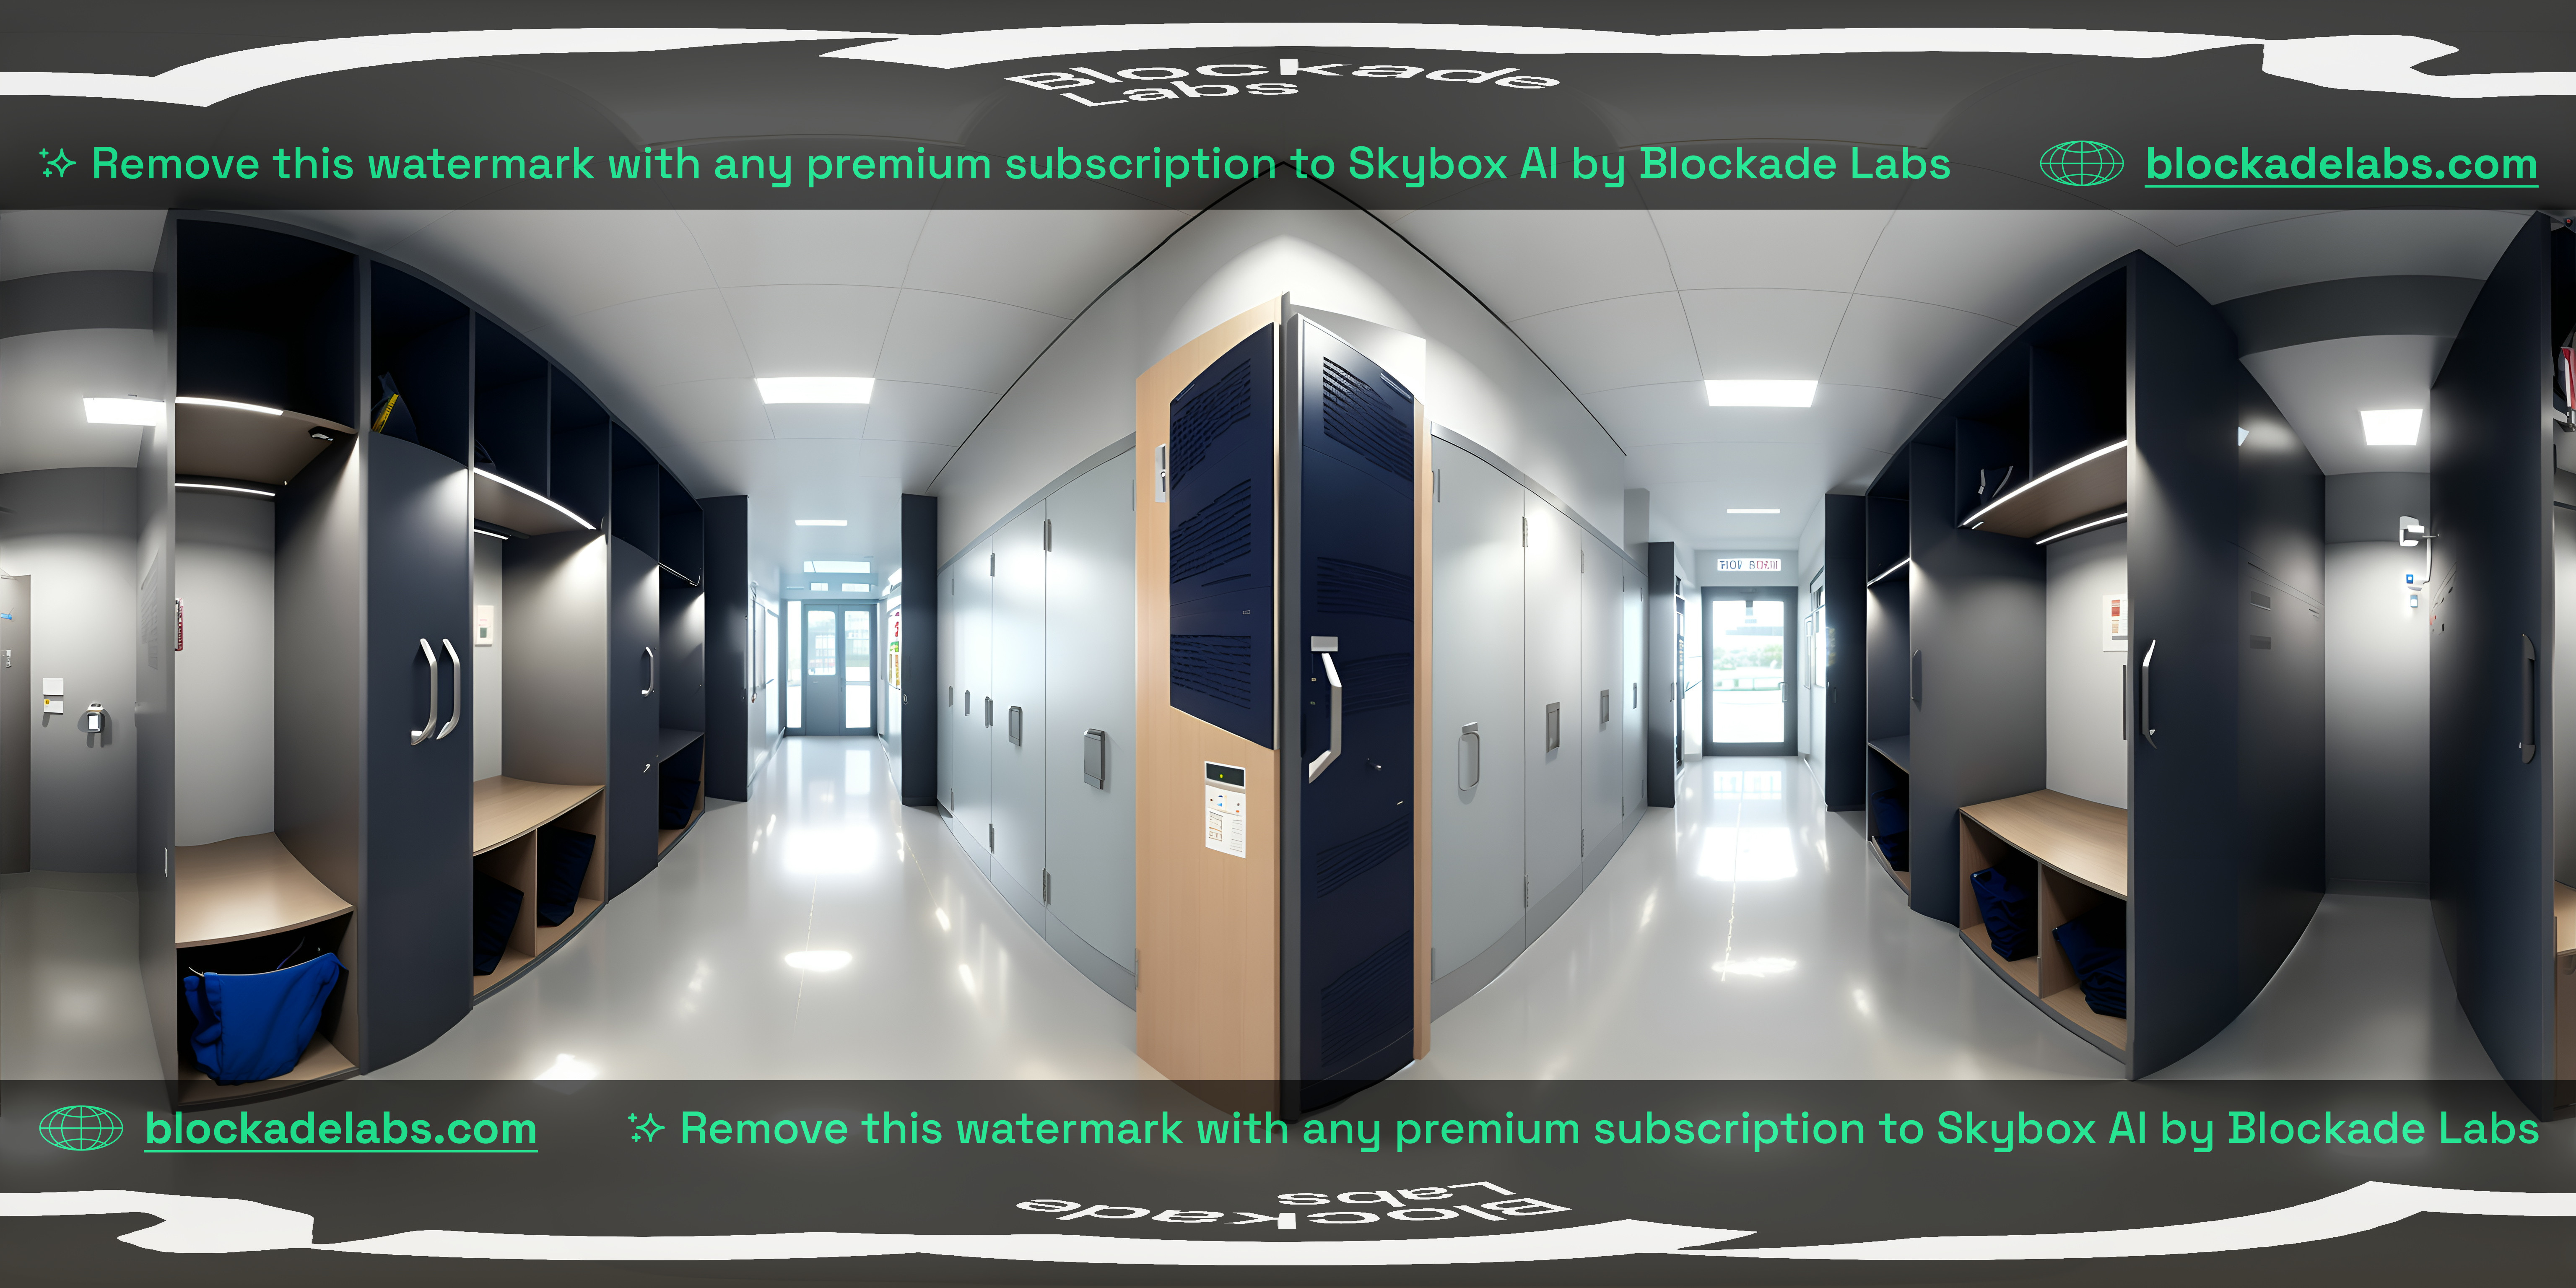 Blockade
Labs
Remove this watermark with any premium subscription to Skybox AI by Blockade Labs
blockadelabs.com
blockadelabs.com
Remove this watermark with any premium subscription to Skybox AI by Blockade Labs
Blockade
Labs